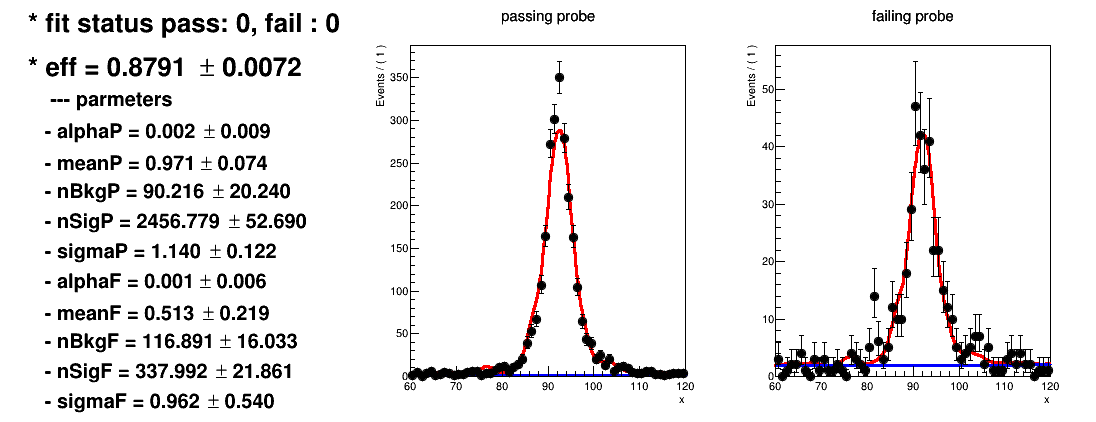 * fit status pass: 0, fail : 0
* eff = 0.8791 ± 0.0072
--- parmeters
- alphaP = 0.002 ± 0.009
- meanP = 0.971 ± 0.074
- nBkgP = 90.216 ± 20.240
- nSigP = 2456.779 ± 52.690
- sigmaP = 1.140 ± 0.122
- alphaF = 0.001 ± 0.006
- meanF = 0.513 ± 0.219
- nBkgF = 116.891 ± 16.033
- nSigF = 337.992 ± 21.861
- sigmaF = 0.962 ± 0.540
passing probe
Events / ( 1 )
350
300
250
200
150
100
50
0
60 70 80 90 100 110 120
x
failing probe
Events / ( 1 )
50
40
30
20
10
0
60 70 80 90 100 110 120
x